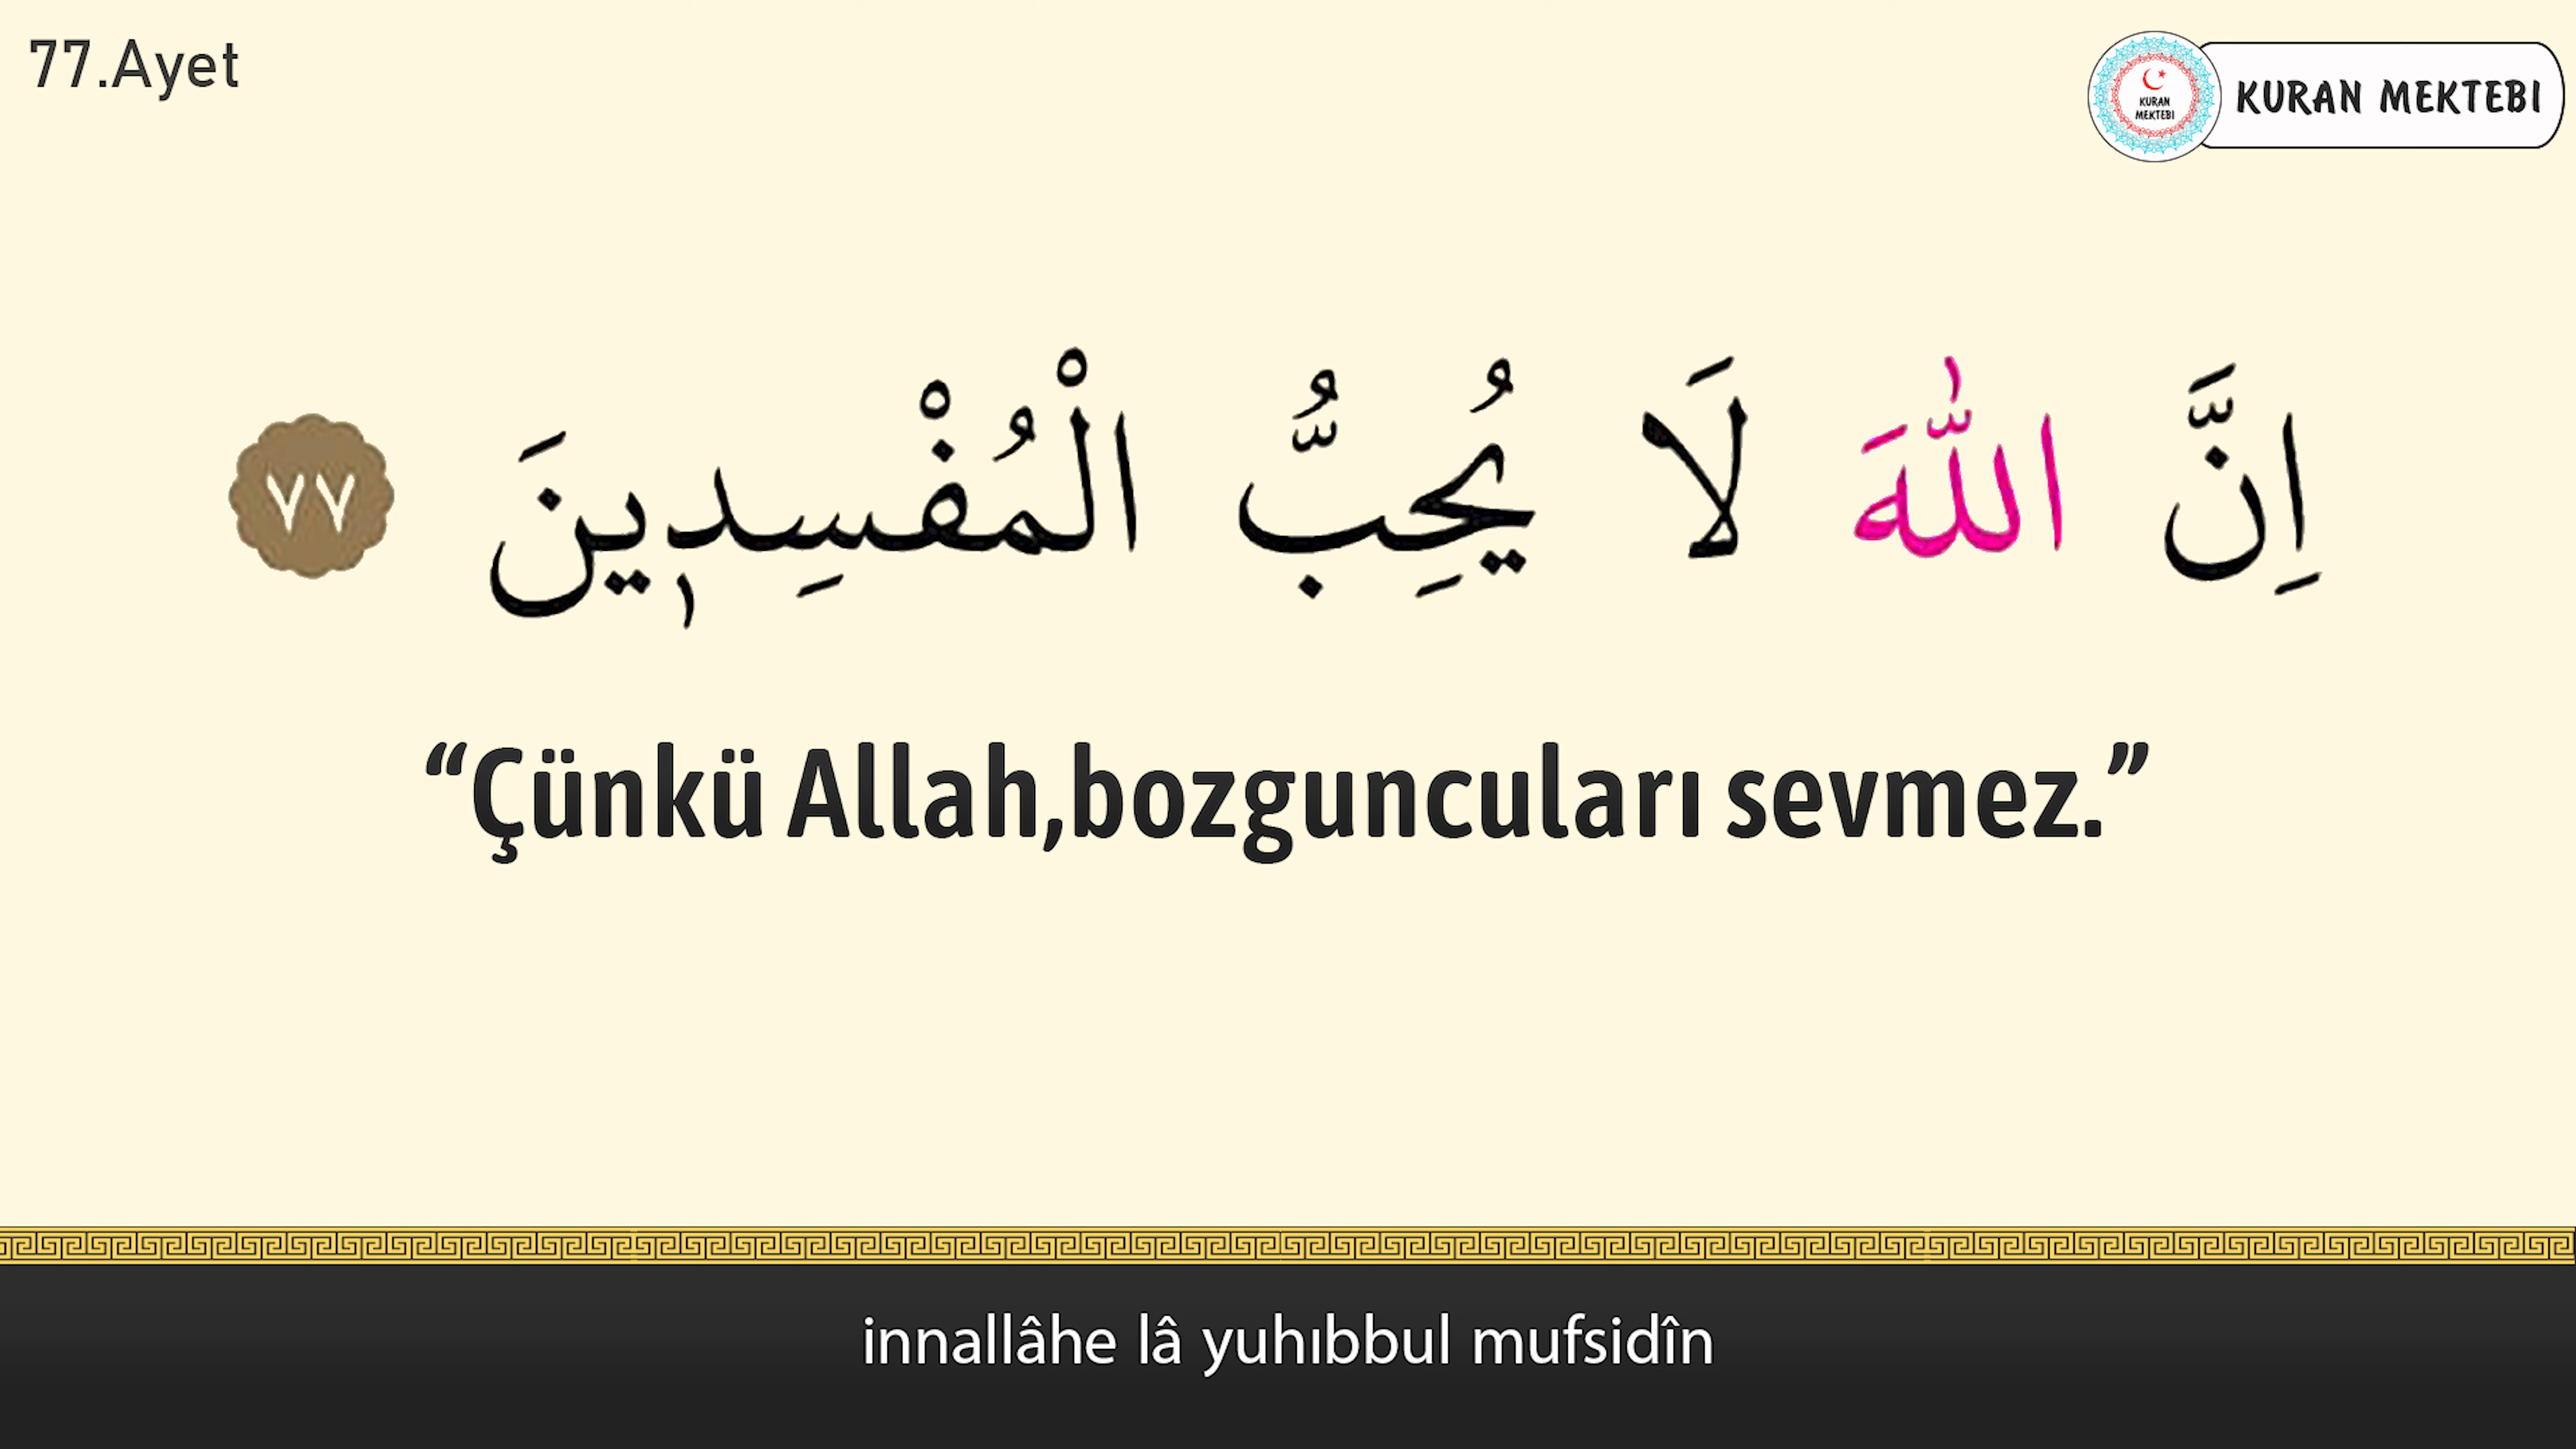 77.Ayet
KURAN MEKTEBI
KURAN MEKTEBI
اِنَّ اللّٰهَ لَا يُحِبُّ الْمُفْسِدٖينَ ٧٧
“Çünkü Allah,bozguncuları sevmez.”
innallâhe lâ yuhıbbul mufsidîn